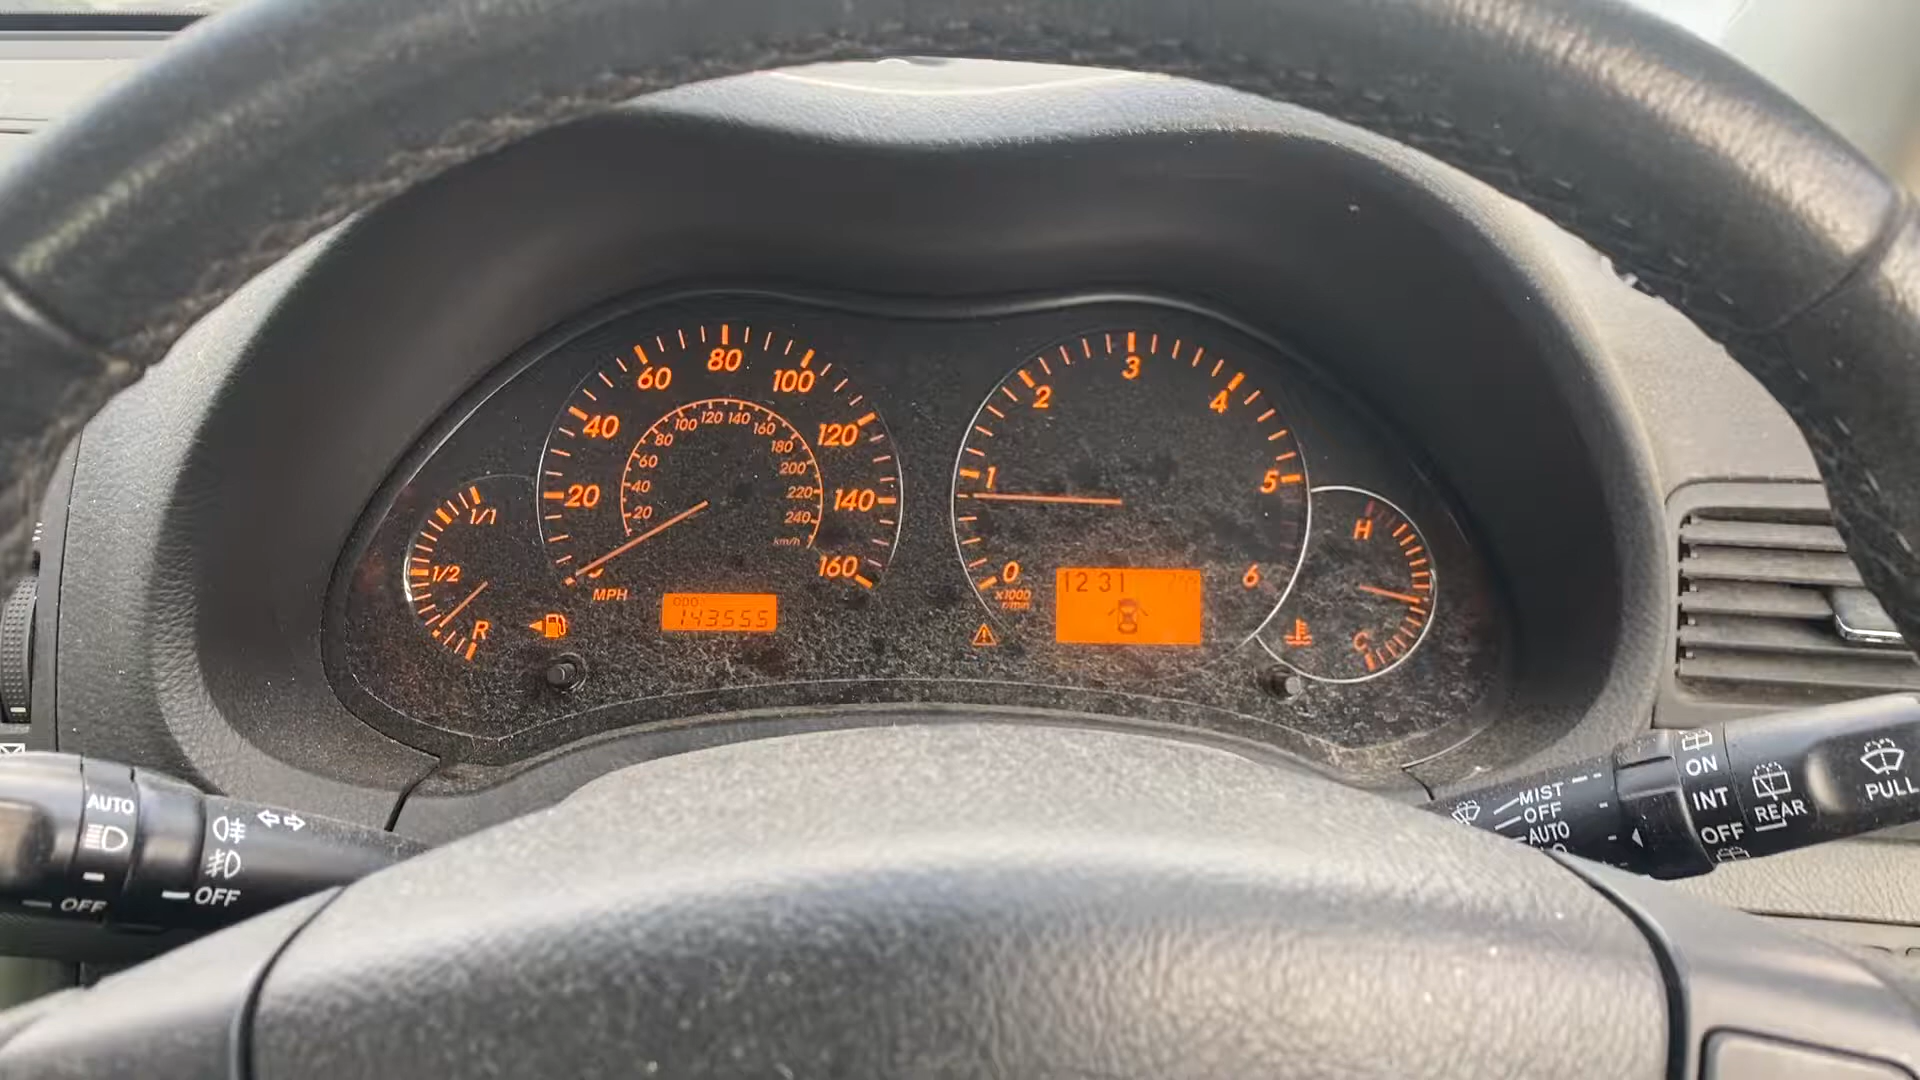 80
60
100
40
120
20
140
160
MPH
100
120
140
80
160
60
180
40
200
220
20
240
km/h
1/1
1/2
R
ODO
143555
3
2
4
1
5
0
6
x1000
r/min
12 31
H
C
AUTO
OFF
OFF
MIST
OFF
AUTO
ON
INT
OFF
REAR
PULL